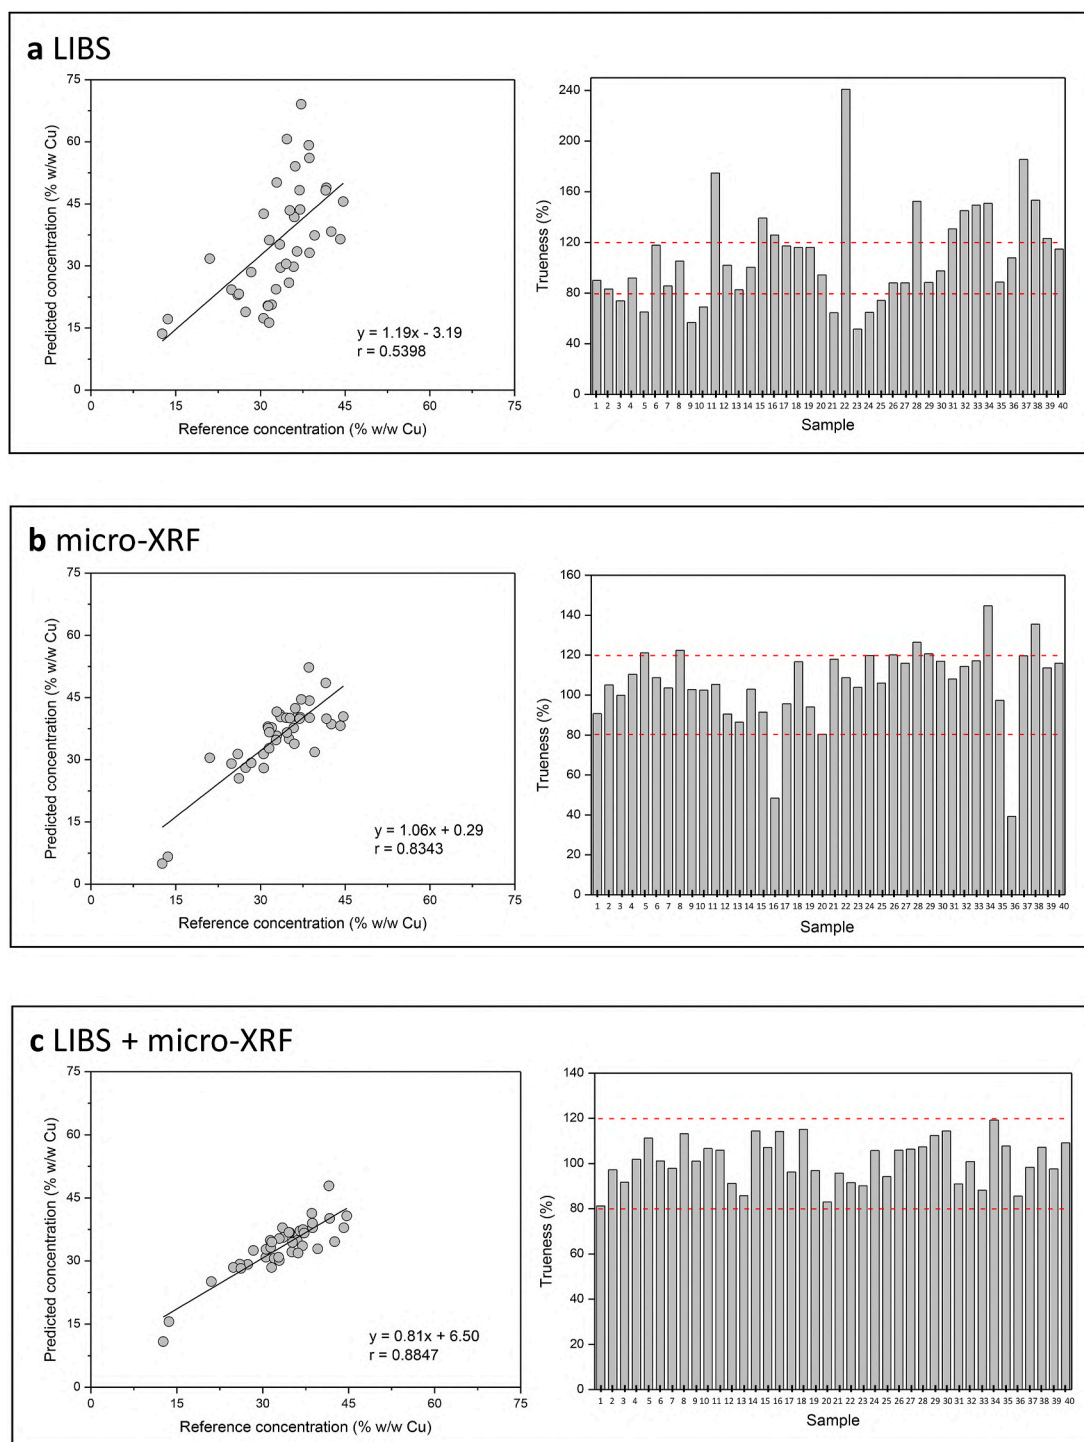 a LIBS
75
60
45
30
15
0
Predicted concentration (% w/w Cu)
y = 1.19x - 3.19
r = 0.5398
0 15 30 45 60 75
Reference concentration (% w/w Cu)
240
200
160
120
80
40
0
Trueness (%)
1 2 3 4 5 6 7 8 9 10 11 12 13 14 15 16 17 18 19 20 21 22 23 24 25 26 27 28 29 30 31 32 33 34 35 36 37 38 39 40
Sample
b micro-XRF
75
60
45
30
15
0
Predicted concentration (% w/w Cu)
y = 1.06x + 0.29
r = 0.8343
0 15 30 45 60 75
Reference concentration (% w/w Cu)
160
140
120
100
80
60
40
20
0
Trueness (%)
1 2 3 4 5 6 7 8 9 10 11 12 13 14 15 16 17 18 19 20 21 22 23 24 25 26 27 28 29 30 31 32 33 34 35 36 37 38 39 40
Sample
c LIBS + micro-XRF
75
60
45
30
15
0
Predicted concentration (% w/w Cu)
y = 0.81x + 6.50
r = 0.8847
0 15 30 45 60 75
Reference concentration (% w/w Cu)
140
120
100
80
60
40
20
0
Trueness (%)
1 2 3 4 5 6 7 8 9 10 11 12 13 14 15 16 17 18 19 20 21 22 23 24 25 26 27 28 29 30 31 32 33 34 35 36 37 38 39 40
Sample